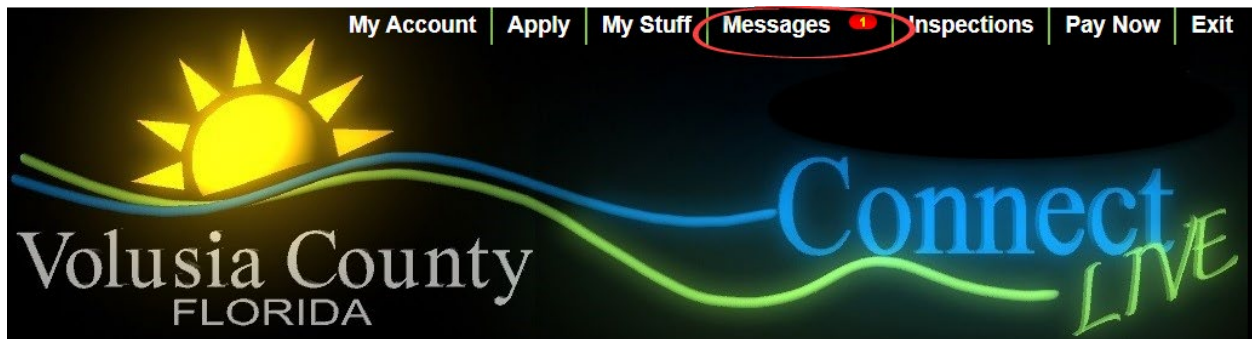 My Account Apply My Stuff Messages 1 Inspections Pay Now Exit
Connect
LIVE
Volusia County
FLORIDA